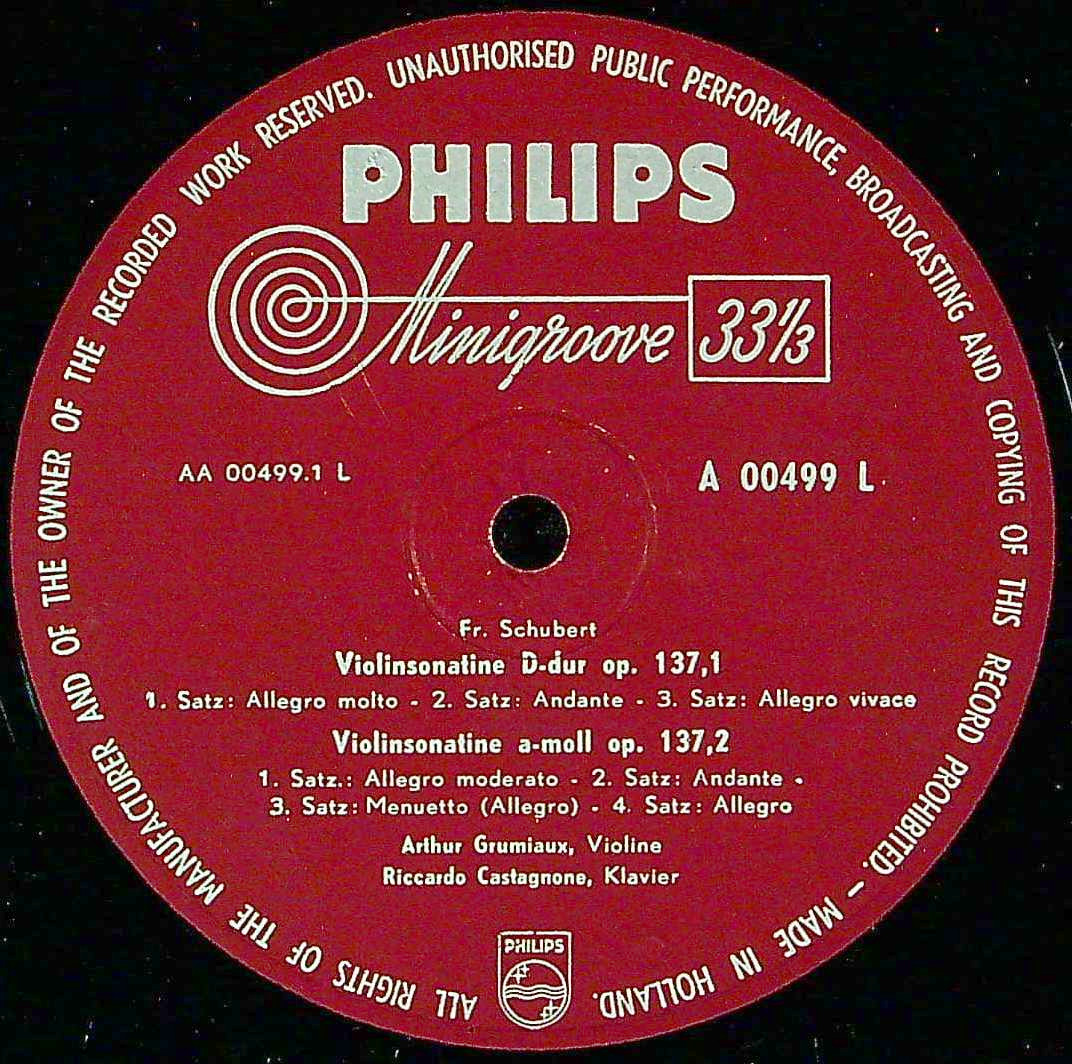 ALL RIGHTS OF THE MANUFACTURER AND OF THE OWNER OF THE RECORDED WORK RESERVED. UNAUTHORISED PUBLIC PERFORMANCE, BROADCASTING AND COPYING OF THIS RECORD PROHIBITED. – MADE IN HOLLAND.
PHILIPS
Minigroove 33⅓
AA 00499.1 L
A 00499 L
Fr. Schubert
Violinsonatine D-dur op. 137,1
1. Satz: Allegro molto - 2. Satz: Andante - 3. Satz: Allegro vivace
Violinsonatine a-moll op. 137,2
1. Satz.: Allegro moderato - 2. Satz: Andante -
3. Satz: Menuetto (Allegro) - 4. Satz: Allegro
Arthur Grumiaux, Violine
Riccardo Castagnone, Klavier
PHILIPS